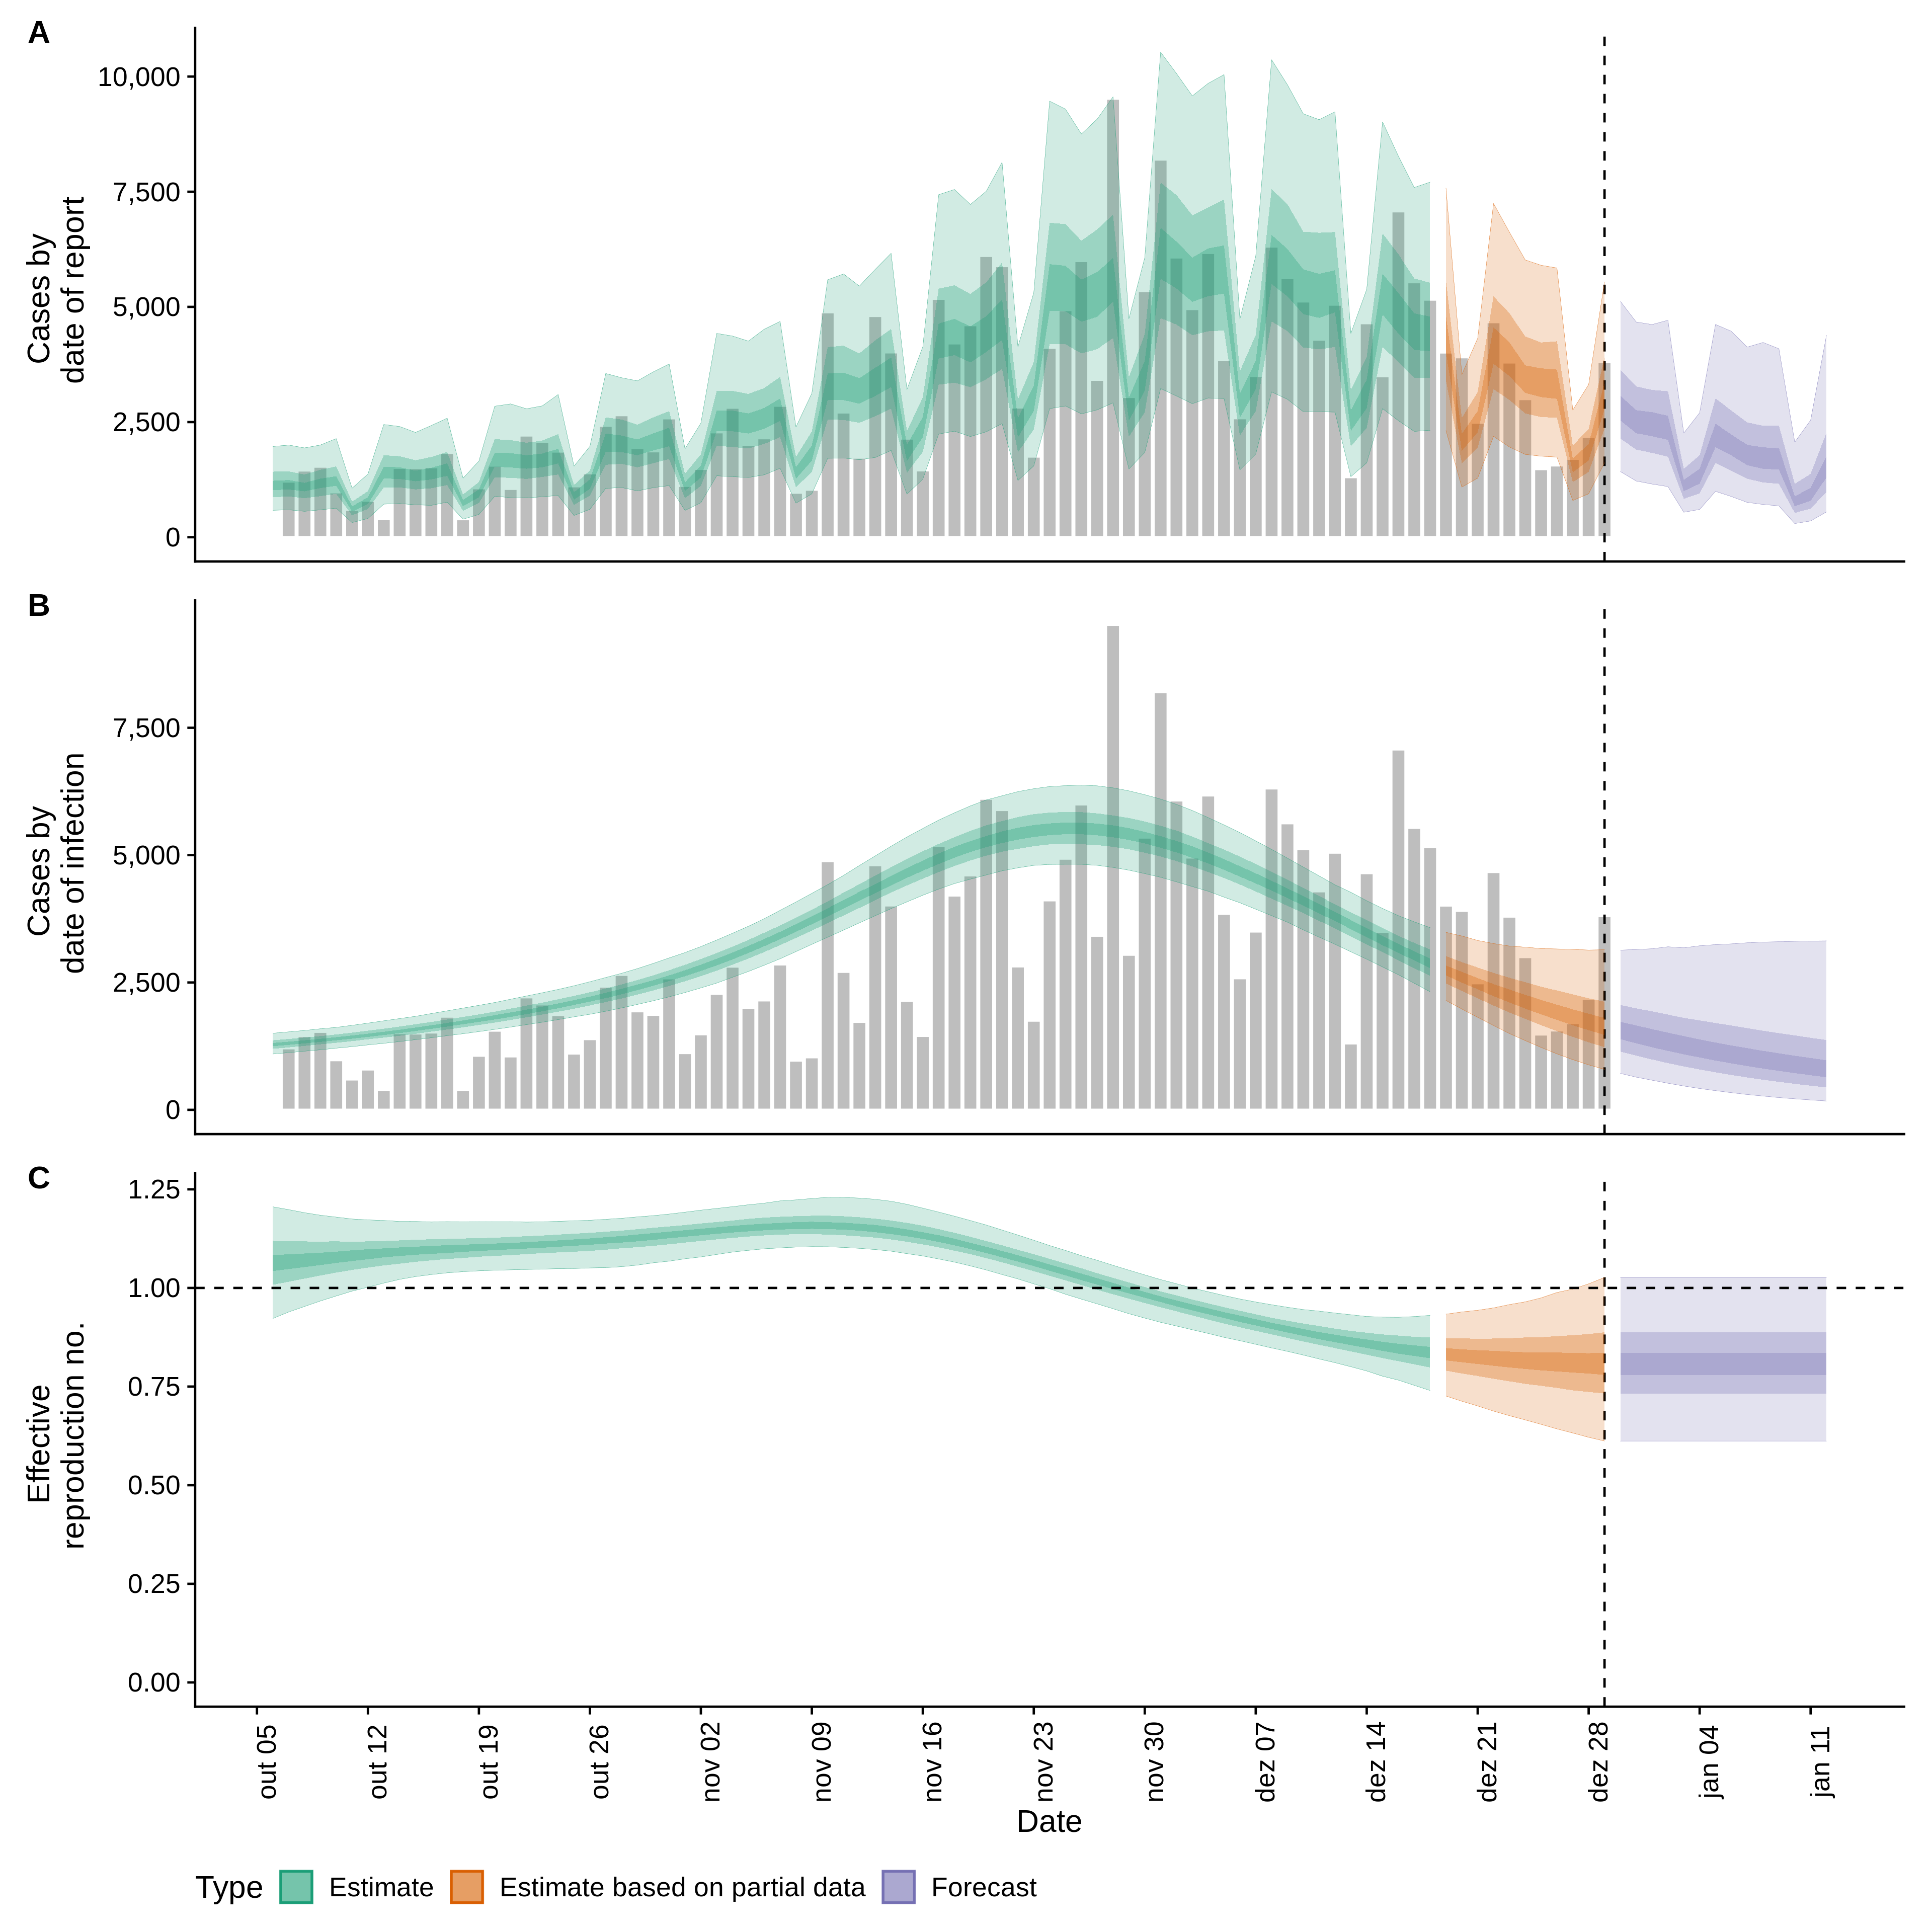 A
Cases by
date of report
10,000
7,500
5,000
2,500
0
B
Cases by
date of infection
7,500
5,000
2,500
0
C
Effective
reproduction no.
1.25
1.00
0.75
0.50
0.25
0.00
out 05
out 12
out 19
out 26
nov 02
nov 09
nov 16
nov 23
nov 30
dez 07
dez 14
dez 21
dez 28
jan 04
jan 11
Date
Type Estimate Estimate based on partial data Forecast